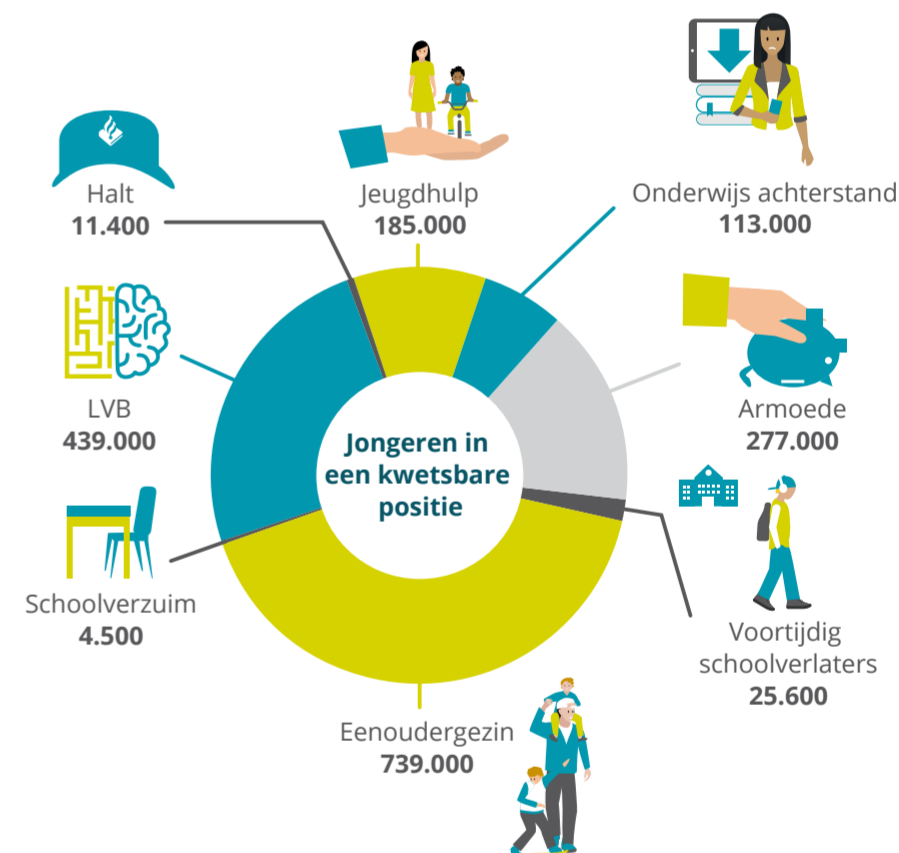 Halt
11.400
Jeugdhulp
185.000
Onderwijs achterstand
113.000
LVB
439.000
Armoede
277.000
Jongeren in
een kwetsbare
positie
Schoolverzuim
4.500
Voortijdig
schoolverlaters
25.600
Eenoudergezin
739.000